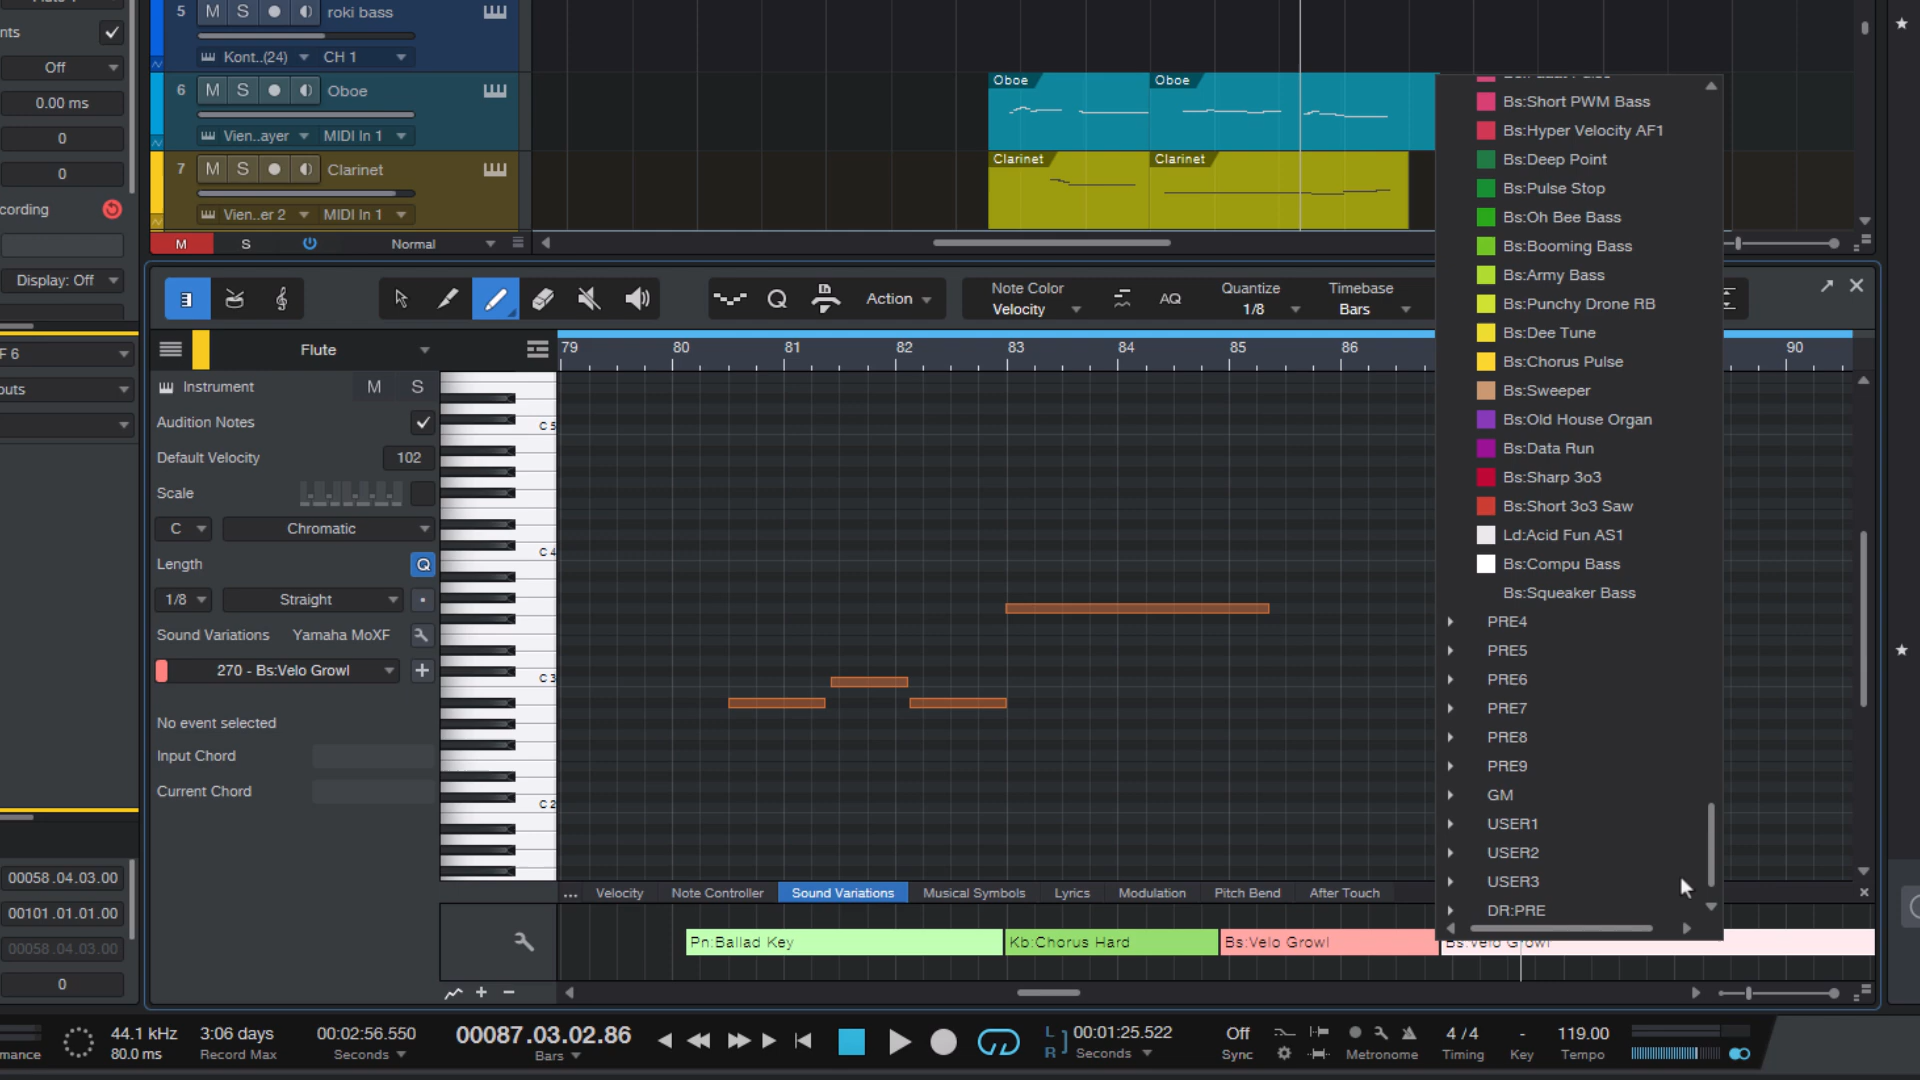 5 M S roki bass
nts
Kont..(24) CH 1
Off
0.00 ms
6 M S Oboe
Oboe Oboe
0
Vien..ayer MIDI In 1
Clarinet Clarinet
7 M S Clarinet
0
cording
Vien..er 2 MIDI In 1
M S Normal
Display: Off
Action
Note Color
Velocity
AQ
Quantize
1/8
Timebase
Bars
F 6
Flute
79 80 81 82 83 84 85 86 90
outs
Instrument M S
Audition Notes
C 5
Default Velocity 102
Scale
C Chromatic
C 4
Length Q
1/8 Straight
Sound Variations Yamaha MoXF
270 - Bs:Velo Growl
C 3
No event selected
Input Chord
Current Chord
C 2
Bs:Short PWM Bass
Bs:Hyper Velocity AF1
Bs:Deep Point
Bs:Pulse Stop
Bs:Oh Bee Bass
Bs:Booming Bass
Bs:Army Bass
Bs:Punchy Drone RB
Bs:Dee Tune
Bs:Chorus Pulse
Bs:Sweeper
Bs:Old House Organ
Bs:Data Run
Bs:Sharp 3o3
Bs:Short 3o3 Saw
Ld:Acid Fun AS1
Bs:Compu Bass
Bs:Squeaker Bass
PRE4
PRE5
PRE6
PRE7
PRE8
PRE9
GM
USER1
USER2
USER3
DR:PRE
... Velocity Note Controller Sound Variations Musical Symbols Lyrics Modulation Pitch Bend After Touch
00058.04.03.00
00101.01.01.00
00058.04.03.00
0
Pn:Ballad Key Kb:Chorus Hard Bs:Velo Growl Bs:Velo Growl
mance
44.1 kHz
80.0 ms
3:06 days
Record Max
00:02:56.550
Seconds
00087.03.02.86
Bars
L
R
00:01:25.522
Seconds
Off
Sync
Metronome
4 / 4
Timing
-
Key
119.00
Tempo